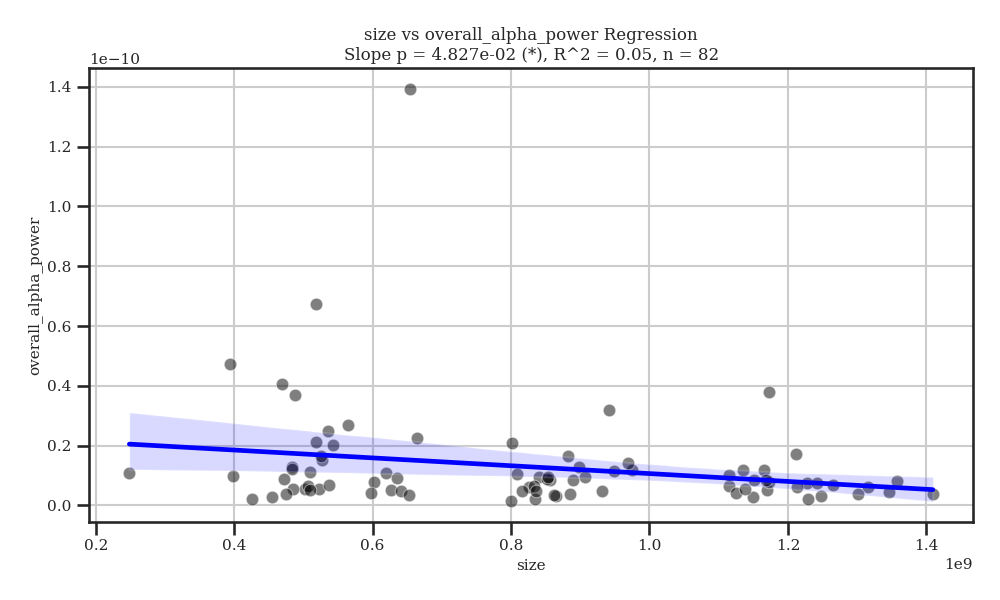 size vs overall_alpha_power Regression
Slope p = 4.827e-02 (*), R^2 = 0.05, n = 82
1e−10
1.4
1.2
1.0
0.8
0.6
0.4
0.2
0.0
overall_alpha_power
0.2 0.4 0.6 0.8 1.0 1.2 1.4
1e9
size